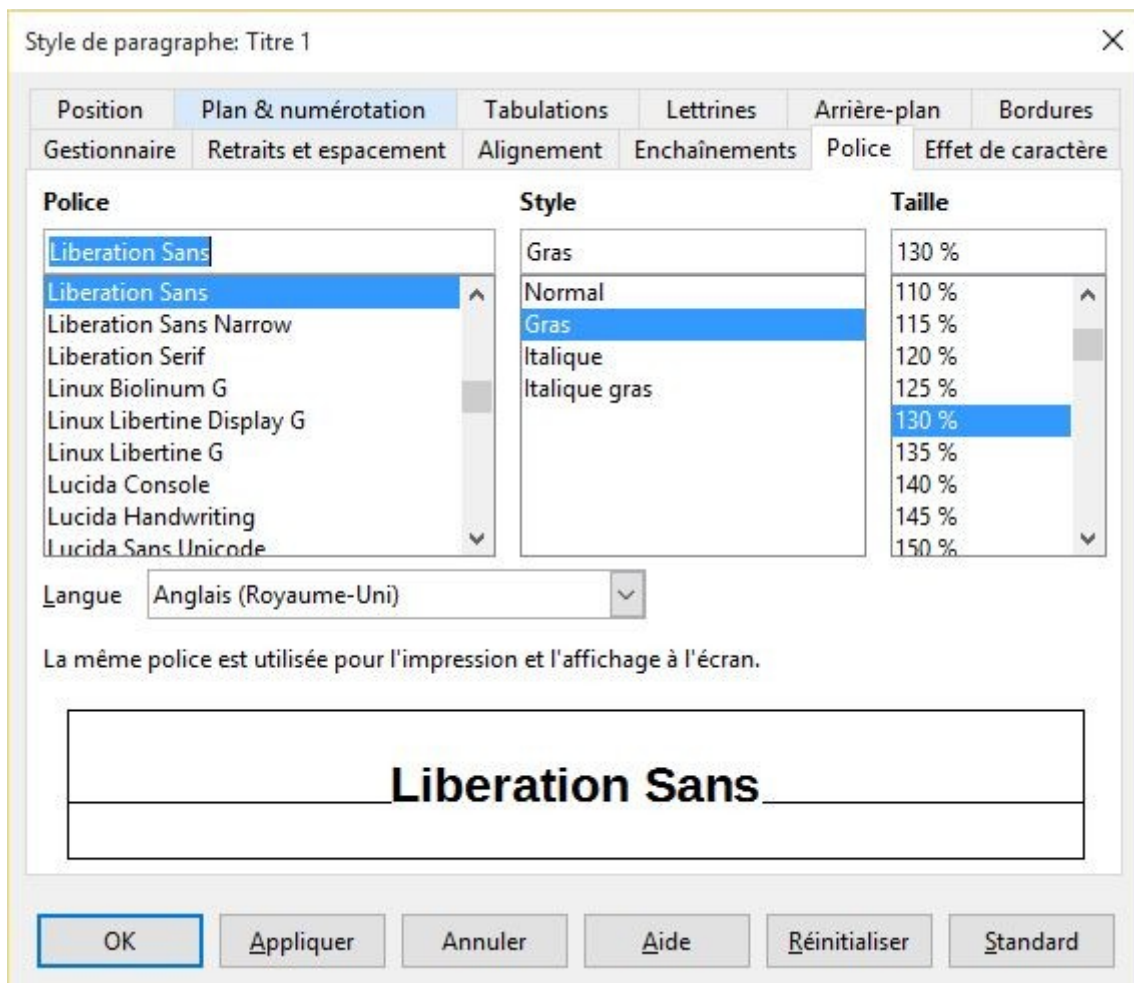 Style de paragraphe: Titre 1
Position Plan & numérotation Tabulations Lettrines Arrière-plan Bordures
Gestionnaire Retraits et espacement Alignement Enchaînements Police Effet de caractère
Police Style Taille
Liberation Sans Gras 130 %
Liberation Sans Normal 110 %
Liberation Sans Narrow Gras 115 %
Liberation Serif Italique 120 %
Linux Biolinum G Italique gras 125 %
Linux Libertine Display G 130 %
Linux Libertine G 135 %
Lucida Console 140 %
Lucida Handwriting 145 %
Lucida Sans Unicode 150 %
Langue Anglais (Royaume-Uni)
La même police est utilisée pour l'impression et l'affichage à l'écran.
Liberation Sans
OK Appliquer Annuler Aide Réinitialiser Standard